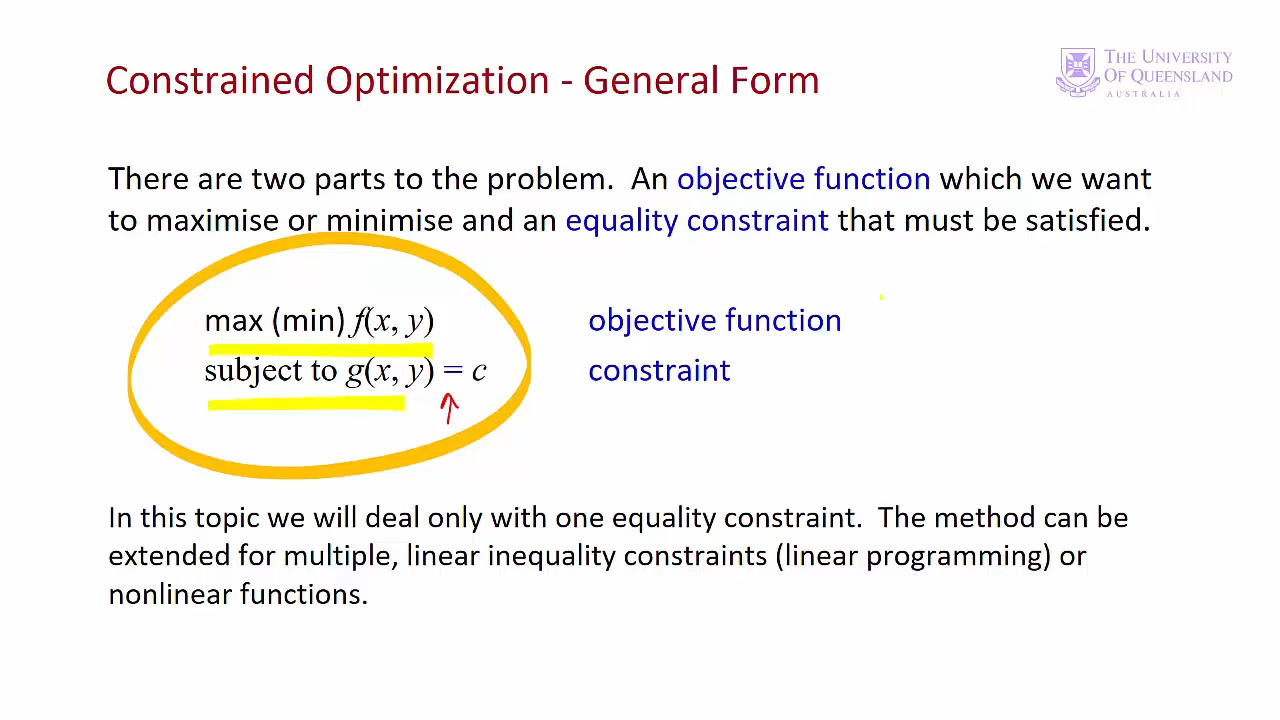 Constrained Optimization - General Form
THE UNIVERSITY
OF QUEENSLAND
AUSTRALIA
There are two parts to the problem. An objective function which we want
to maximise or minimise and an equality constraint that must be satisfied.
max (min) f(x, y) objective function
subject to g(x, y) = c constraint
In this topic we will deal only with one equality constraint. The method can be
extended for multiple, linear inequality constraints (linear programming) or
nonlinear functions.